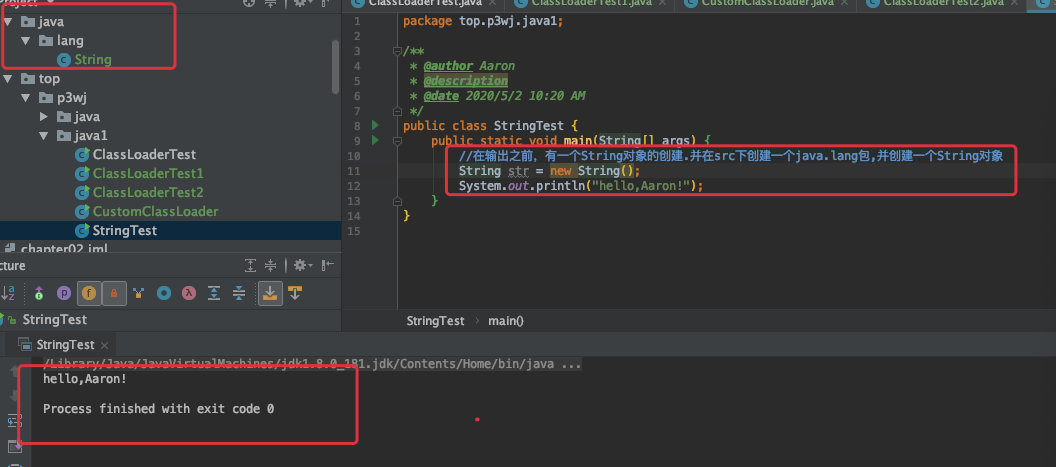 java
lang
String
top
p3wj
java
java1
ClassLoaderTest
ClassLoaderTest1
ClassLoaderTest2
CustomClassLoader
StringTest
chapter02.iml
cture
StringTest
ClassLoaderTest.java ClassLoaderTest1.java CustomClassLoader.java ClassLoaderTest2.java
1 package top.p3wj.java1;
2
3 /**
4 * @author Aaron
5 * @description
6 * @date 2020/5/2 10:20 AM
7 */
8 public class StringTest {
9 public static void main(String[] args) {
10 //在输出之前，有一个String对象的创建.并在src下创建一个java.lang包,并创建一个String对象
11 String str = new String();
12 System.out.println("hello,Aaron!");
13 }
14 }
15
StringTest › main()
StringTest ×
/Library/Java/JavaVirtualMachines/jdk1.8.0_181.jdk/Contents/Home/bin/java ...
hello,Aaron!
Process finished with exit code 0